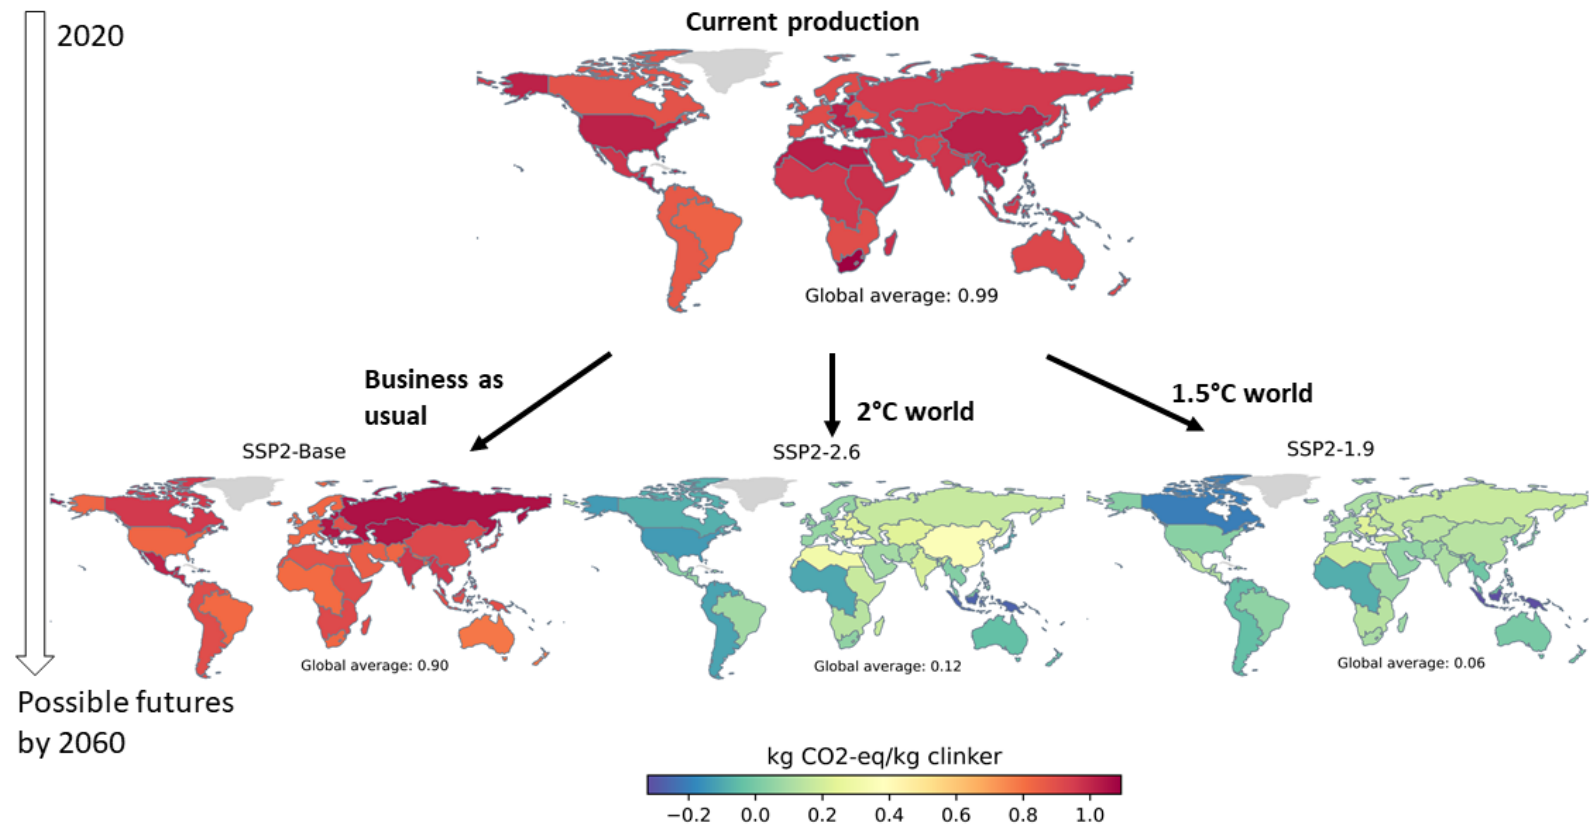 2020
Current production
Global average: 0.99
Business as
usual
2°C world
1.5°C world
SSP2-Base
SSP2-2.6
SSP2-1.9
Global average: 0.90
Global average: 0.12
Global average: 0.06
Possible futures
by 2060
kg CO2-eq/kg clinker
−0.2 0.0 0.2 0.4 0.6 0.8 1.0